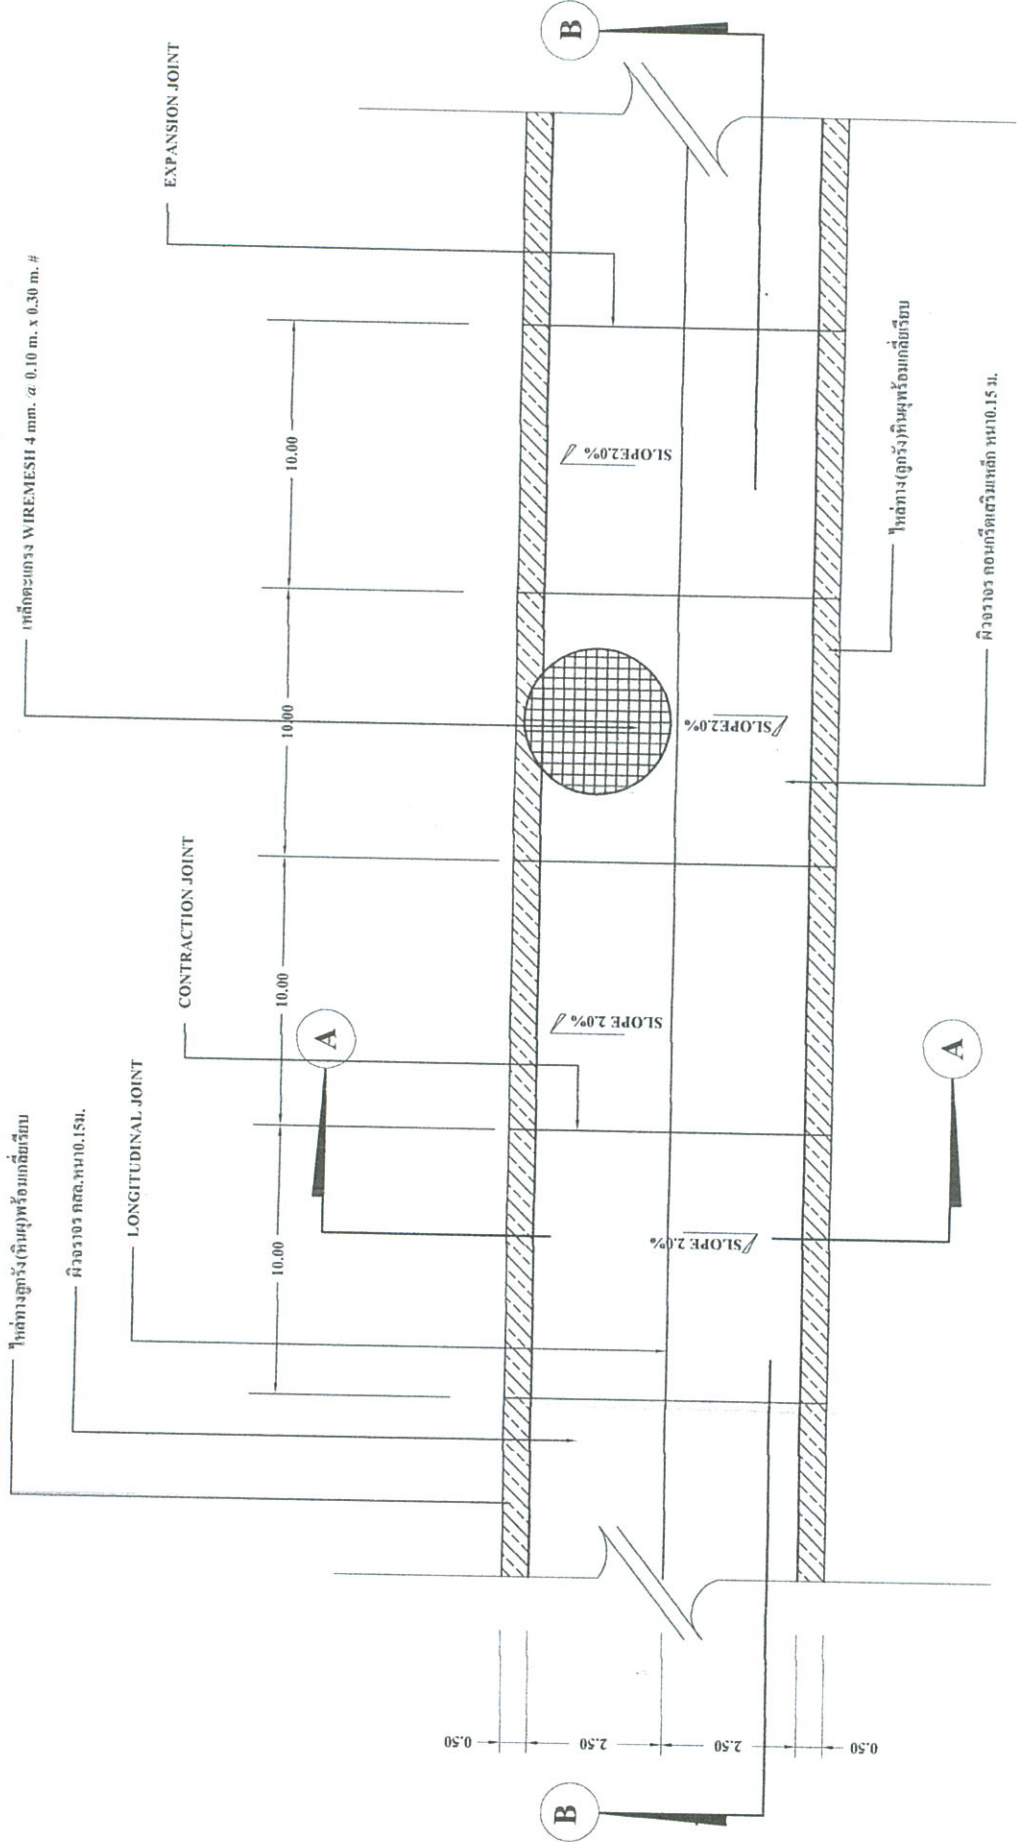 ไหล่ทางลูกรัง(หินผุ)พร้อมเกลี่ยเรียบ
ผิวจราจร คสล.หนา0.15ม.
LONGITUDINAL JOINT
CONTRACTION JOINT
เหล็กตะแกรง WIREMESH 4 mm. @ 0.10 m. x 0.30 m. #
EXPANSION JOINT
10.00
10.00
10.00
10.00
A
B
B
SLOPE 2.0%
SLOPE 2.0%
SLOPE2.0%
SLOPE2.0%
0.50
2.50
2.50
0.50
A
ไหล่ทาง(ลูกรัง)หินผุพร้อมเกลี่ยเรียบ
ผิวจราจร คอนกรีตเสริมเหล็ก หนา0.15 ม.